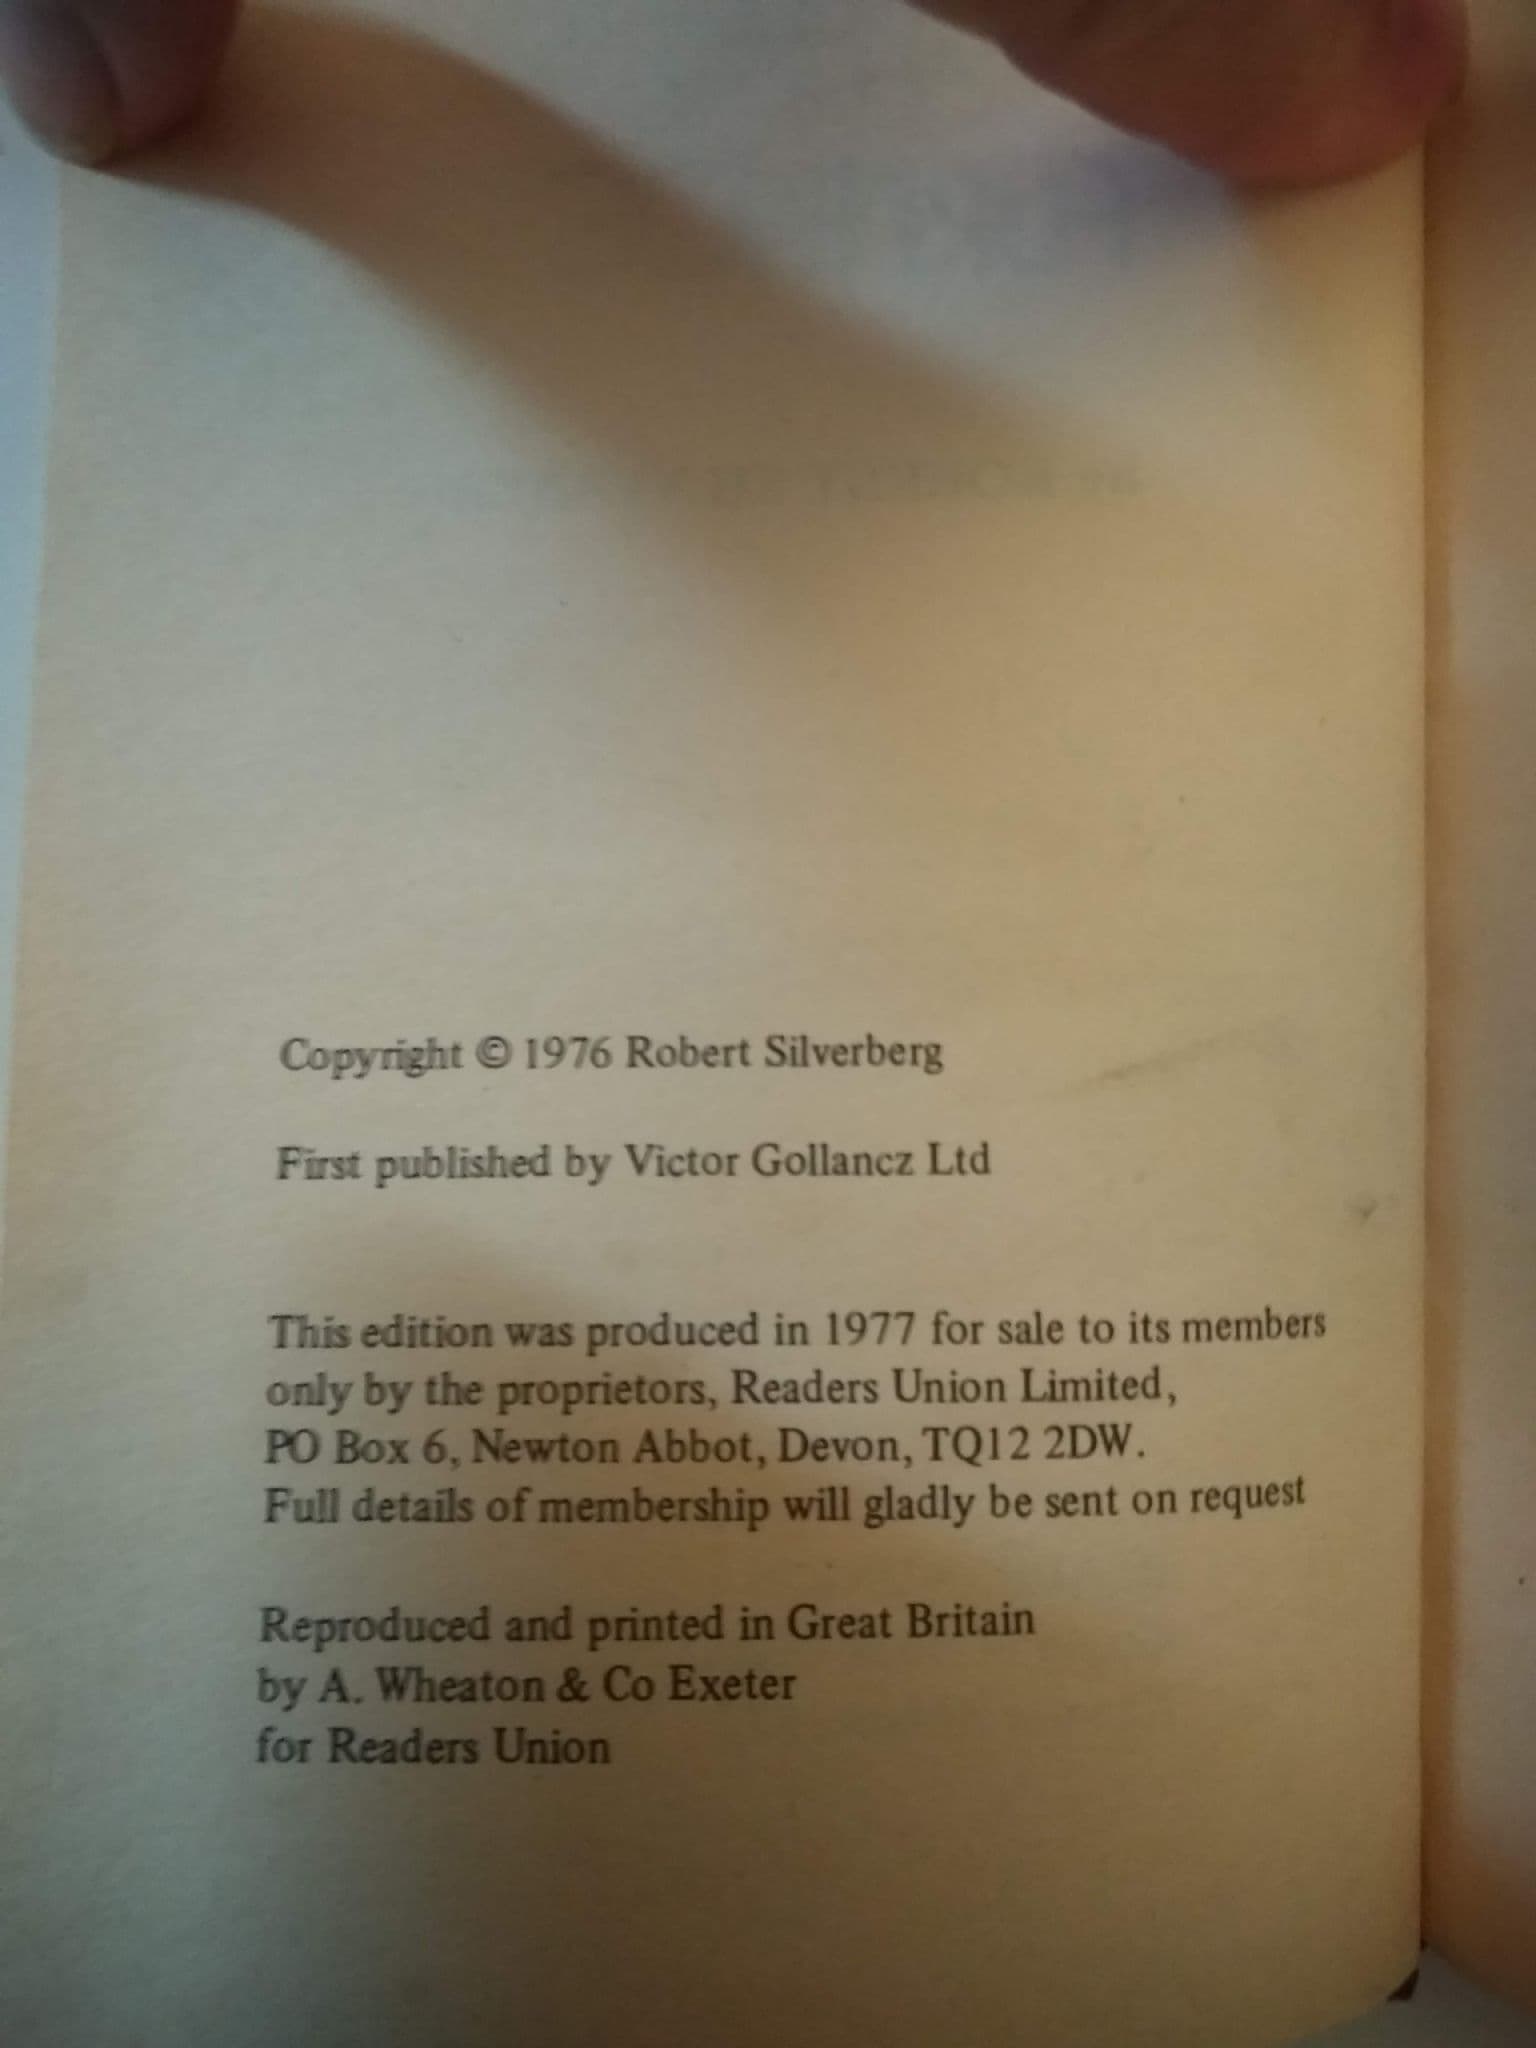 Copyright © 1976 Robert Silverberg
First published by Victor Gollancz Ltd
This edition was produced in 1977 for sale to its members
only by the proprietors, Readers Union Limited,
PO Box 6, Newton Abbot, Devon, TQ12 2DW.
Full details of membership will gladly be sent on request
Reproduced and printed in Great Britain
by A. Wheaton & Co Exeter
for Readers Union